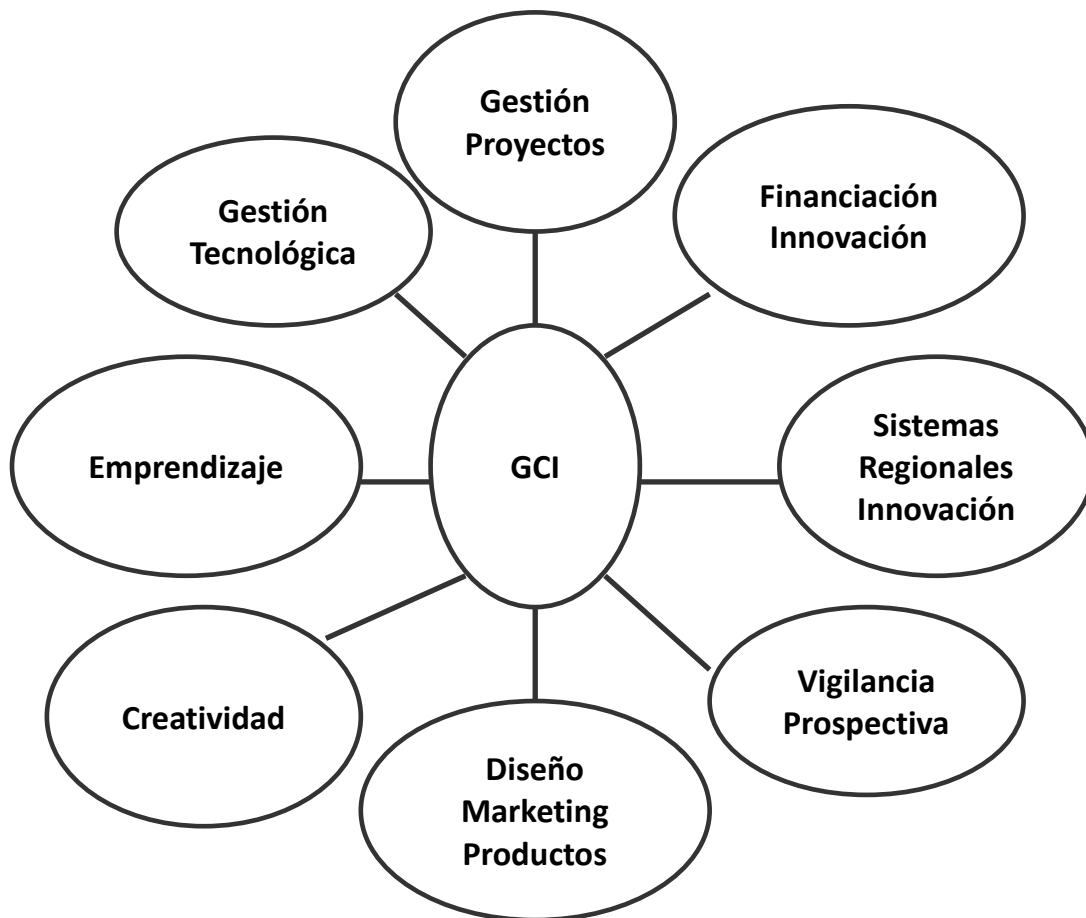 Gestión
Proyectos
Financiación
Innovación
Gestión
Tecnológica
Emprendizaje
GCI
Sistemas
Regionales
Innovación
Creatividad
Vigilancia
Prospectiva
Diseño
Marketing
Productos